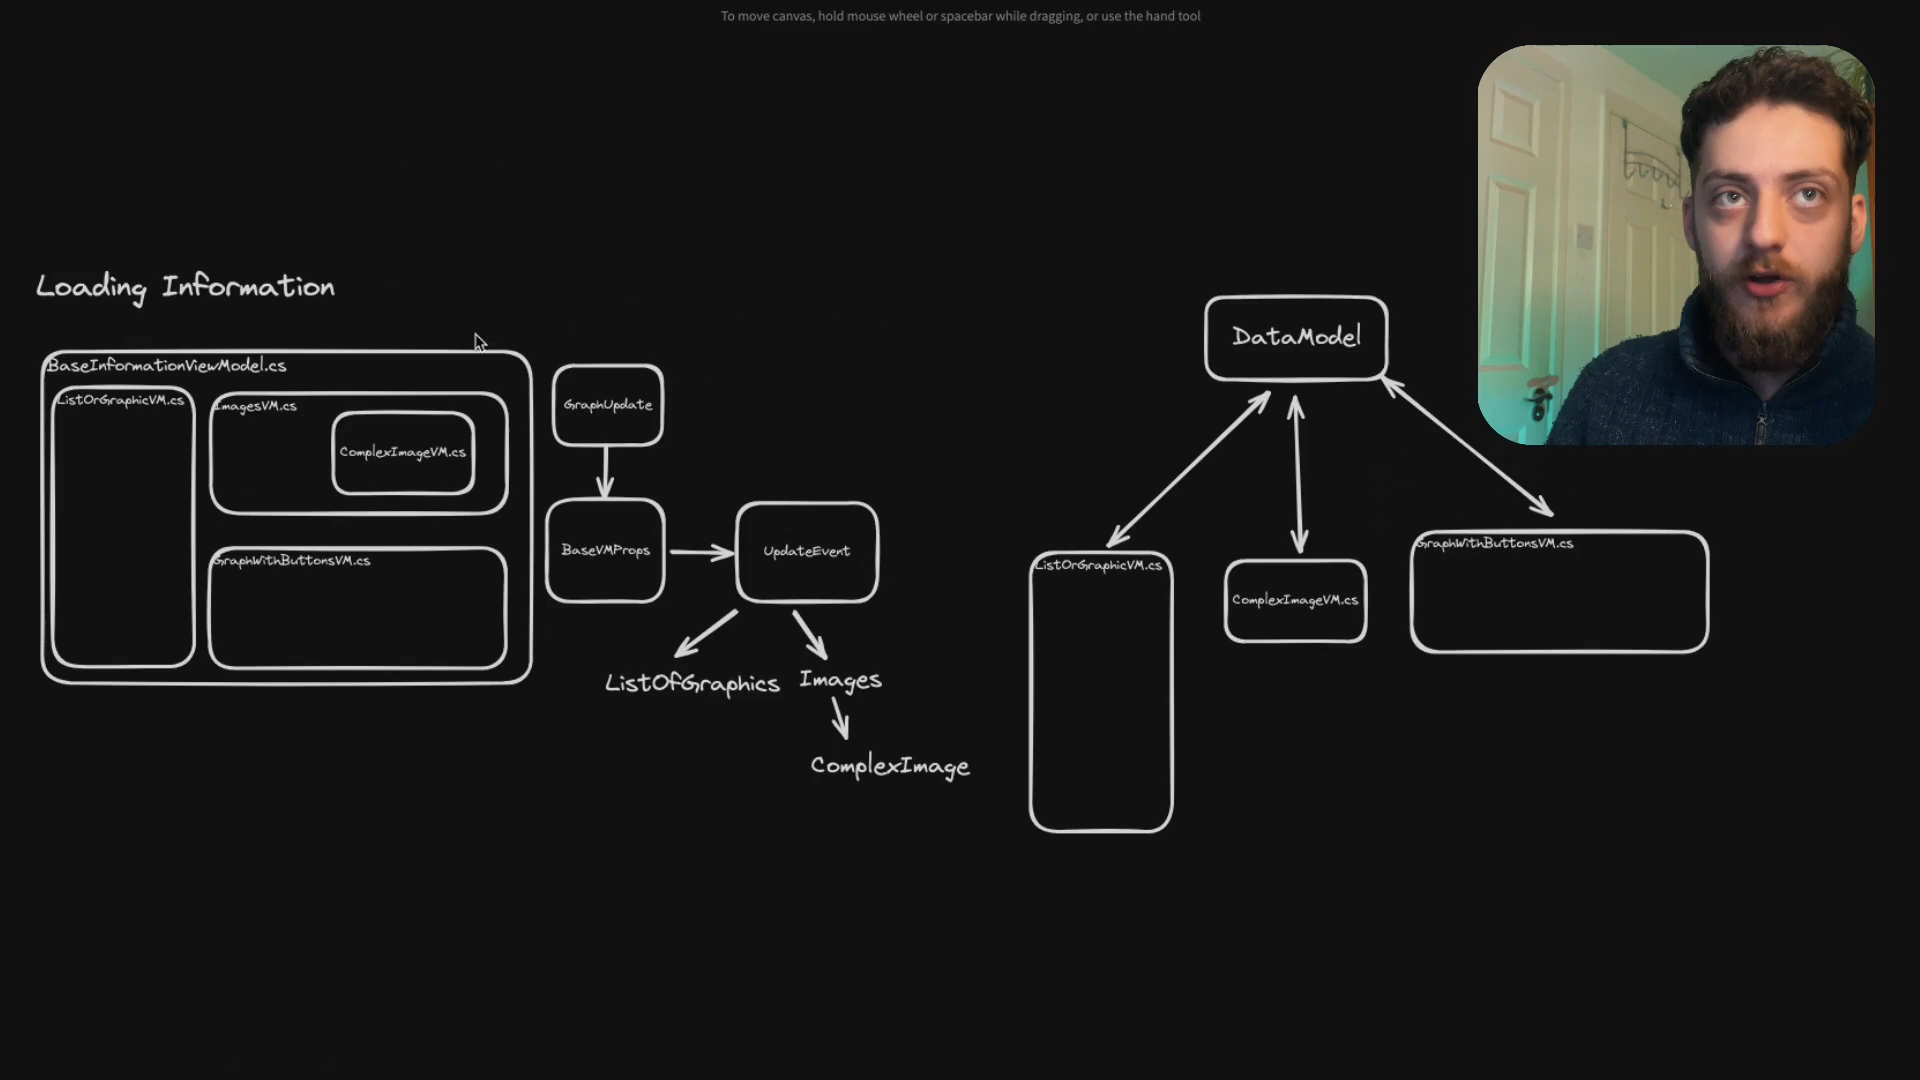 To move canvas, hold mouse wheel or spacebar while dragging, or use the hand tool
Loading Information
BaseInformationViewModel.cs
ListOrGraphicVM.cs
ImagesVM.cs
ComplexImageVM.cs
GraphWithButtonsVM.cs
GraphUpdate
BaseVMProps
UpdateEvent
ListOfGraphics
Images
ComplexImage
DataModel
ListOrGraphicVM.cs
ComplexImageVM.cs
GraphWithButtonsVM.cs